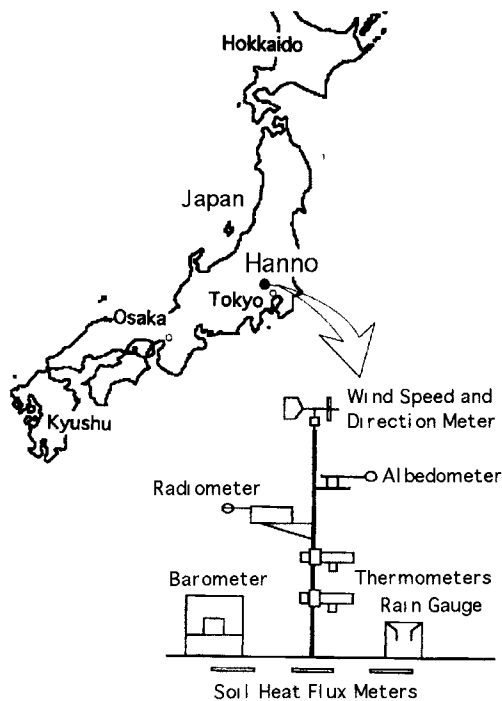 Hokkaido
Japan
Hanno
Tokyo
Osaka
Kyushu
Wind Speed and
Direction Meter
Albedometer
Radiometer
Thermometers
Barometer
Rain Gauge
Soil Heat Flux Meters